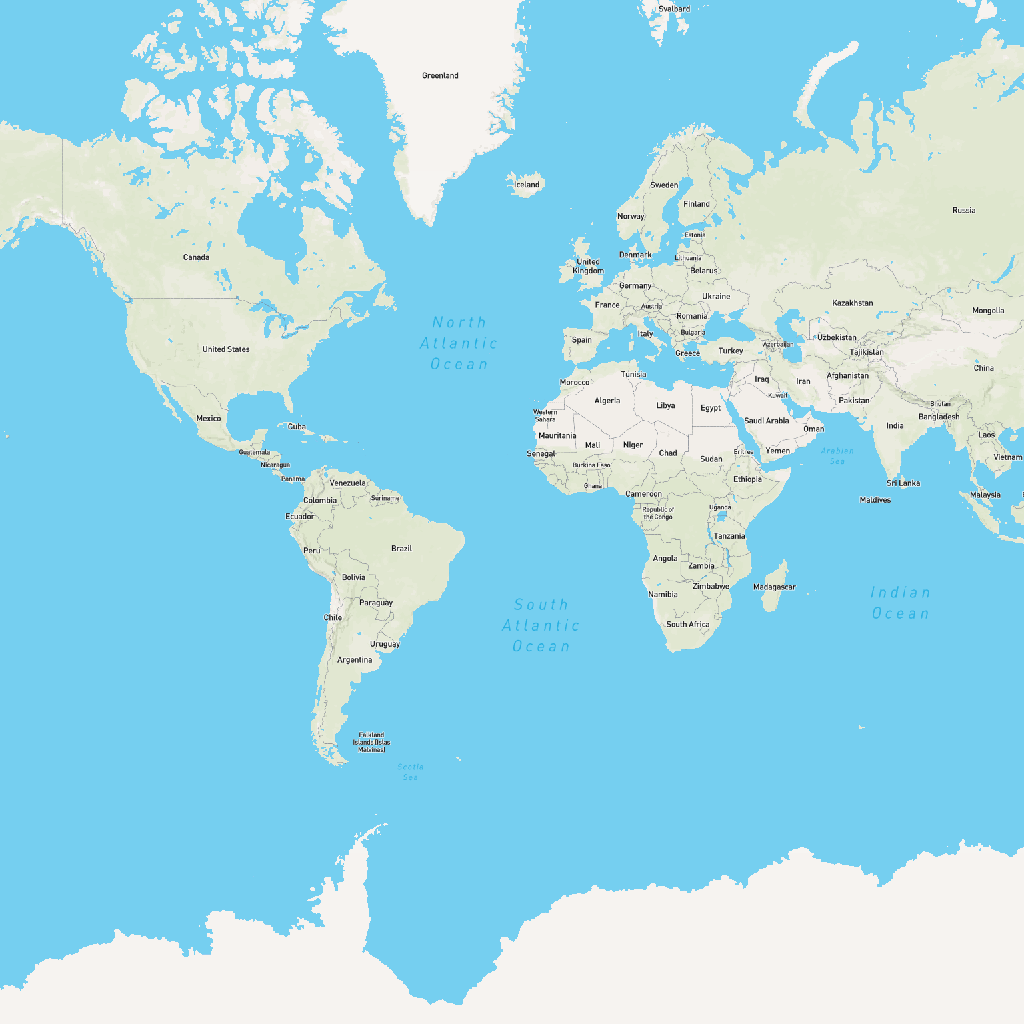 Svalbard
Greenland
Iceland
Sweden
Finland
Norway
Russia
Estonia
Denmark
Lithuania
Canada
United
Kingdom
Belarus
Germany
Ukraine
France
Austria
Kazakhstan
Mongolia
Romania
North
Atlantic
Ocean
Italy
Bulgaria
Spain
Uzbekistan
Azerbaijan
United States
Greece
Turkey
Tajikistan
China
Tunisia
Morocco
Iraq
Iran
Afghanistan
Kuwait
Algeria
Libya
Egypt
Pakistan
Bhutan
Western
Sahara
Mexico
Cuba
Saudi Arabia
Bangladesh
India
Oman
Mauritania
Mali
Niger
Chad
Sudan
Eritrea
Yemen
Arabian
Sea
Laos
Vietnam
Guatemala
Senegal
Nicaragua
Burkina Faso
Panama
Venezuela
Ghana
Ethiopia
Sri Lanka
Colombia
Suriname
Cameroon
Maldives
Malaysia
Ecuador
Republic of
the Congo
Uganda
Peru
Brazil
Tanzania
Angola
Zambia
Bolivia
Zimbabwe
Madagascar
Namibia
Indian
Ocean
Paraguay
South
Atlantic
Ocean
Chile
South Africa
Uruguay
Argentina
Falkland
Islands [Islas
Malvinas]
Scotia
Sea